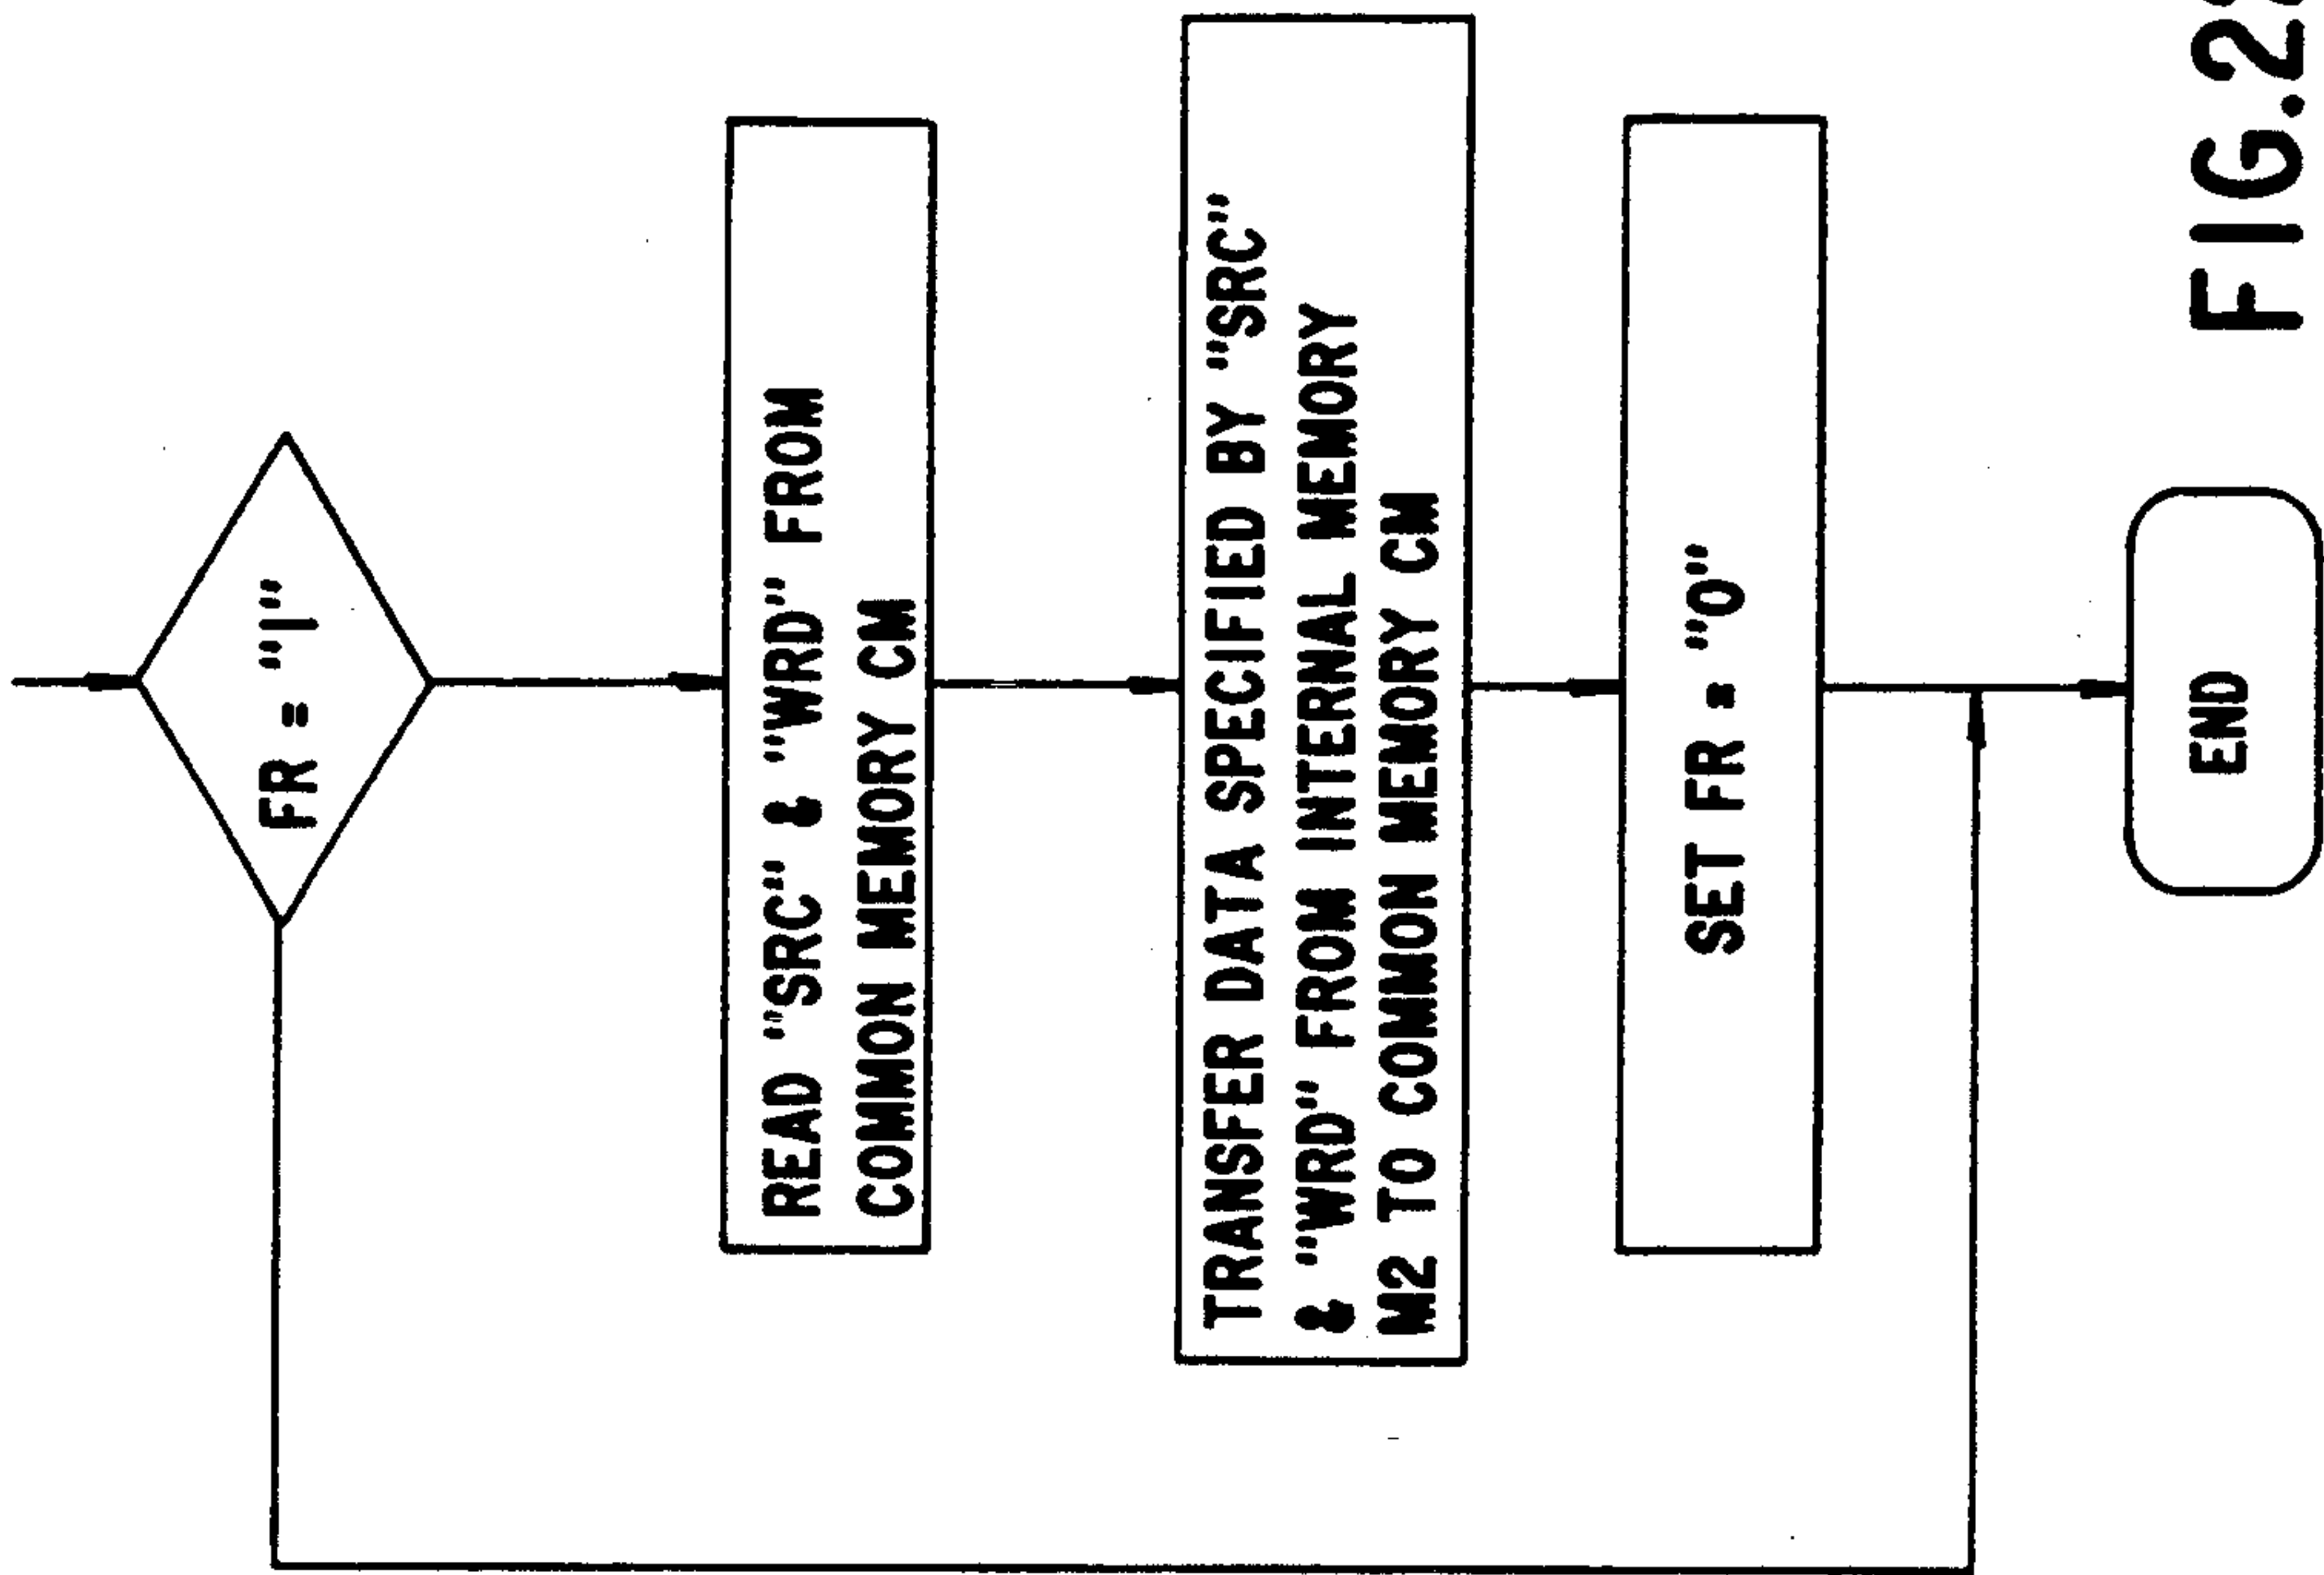 FR = "1"
READ "SRC" & "WRD" FROM
COMMON MEMORY CM
TRANSFER DATA SPECIFIED BY "SRC"
& "WRD" FROM INTERNAL MEMORY
M2 TO COMMON MEMORY CM
SET FR = "0"
END